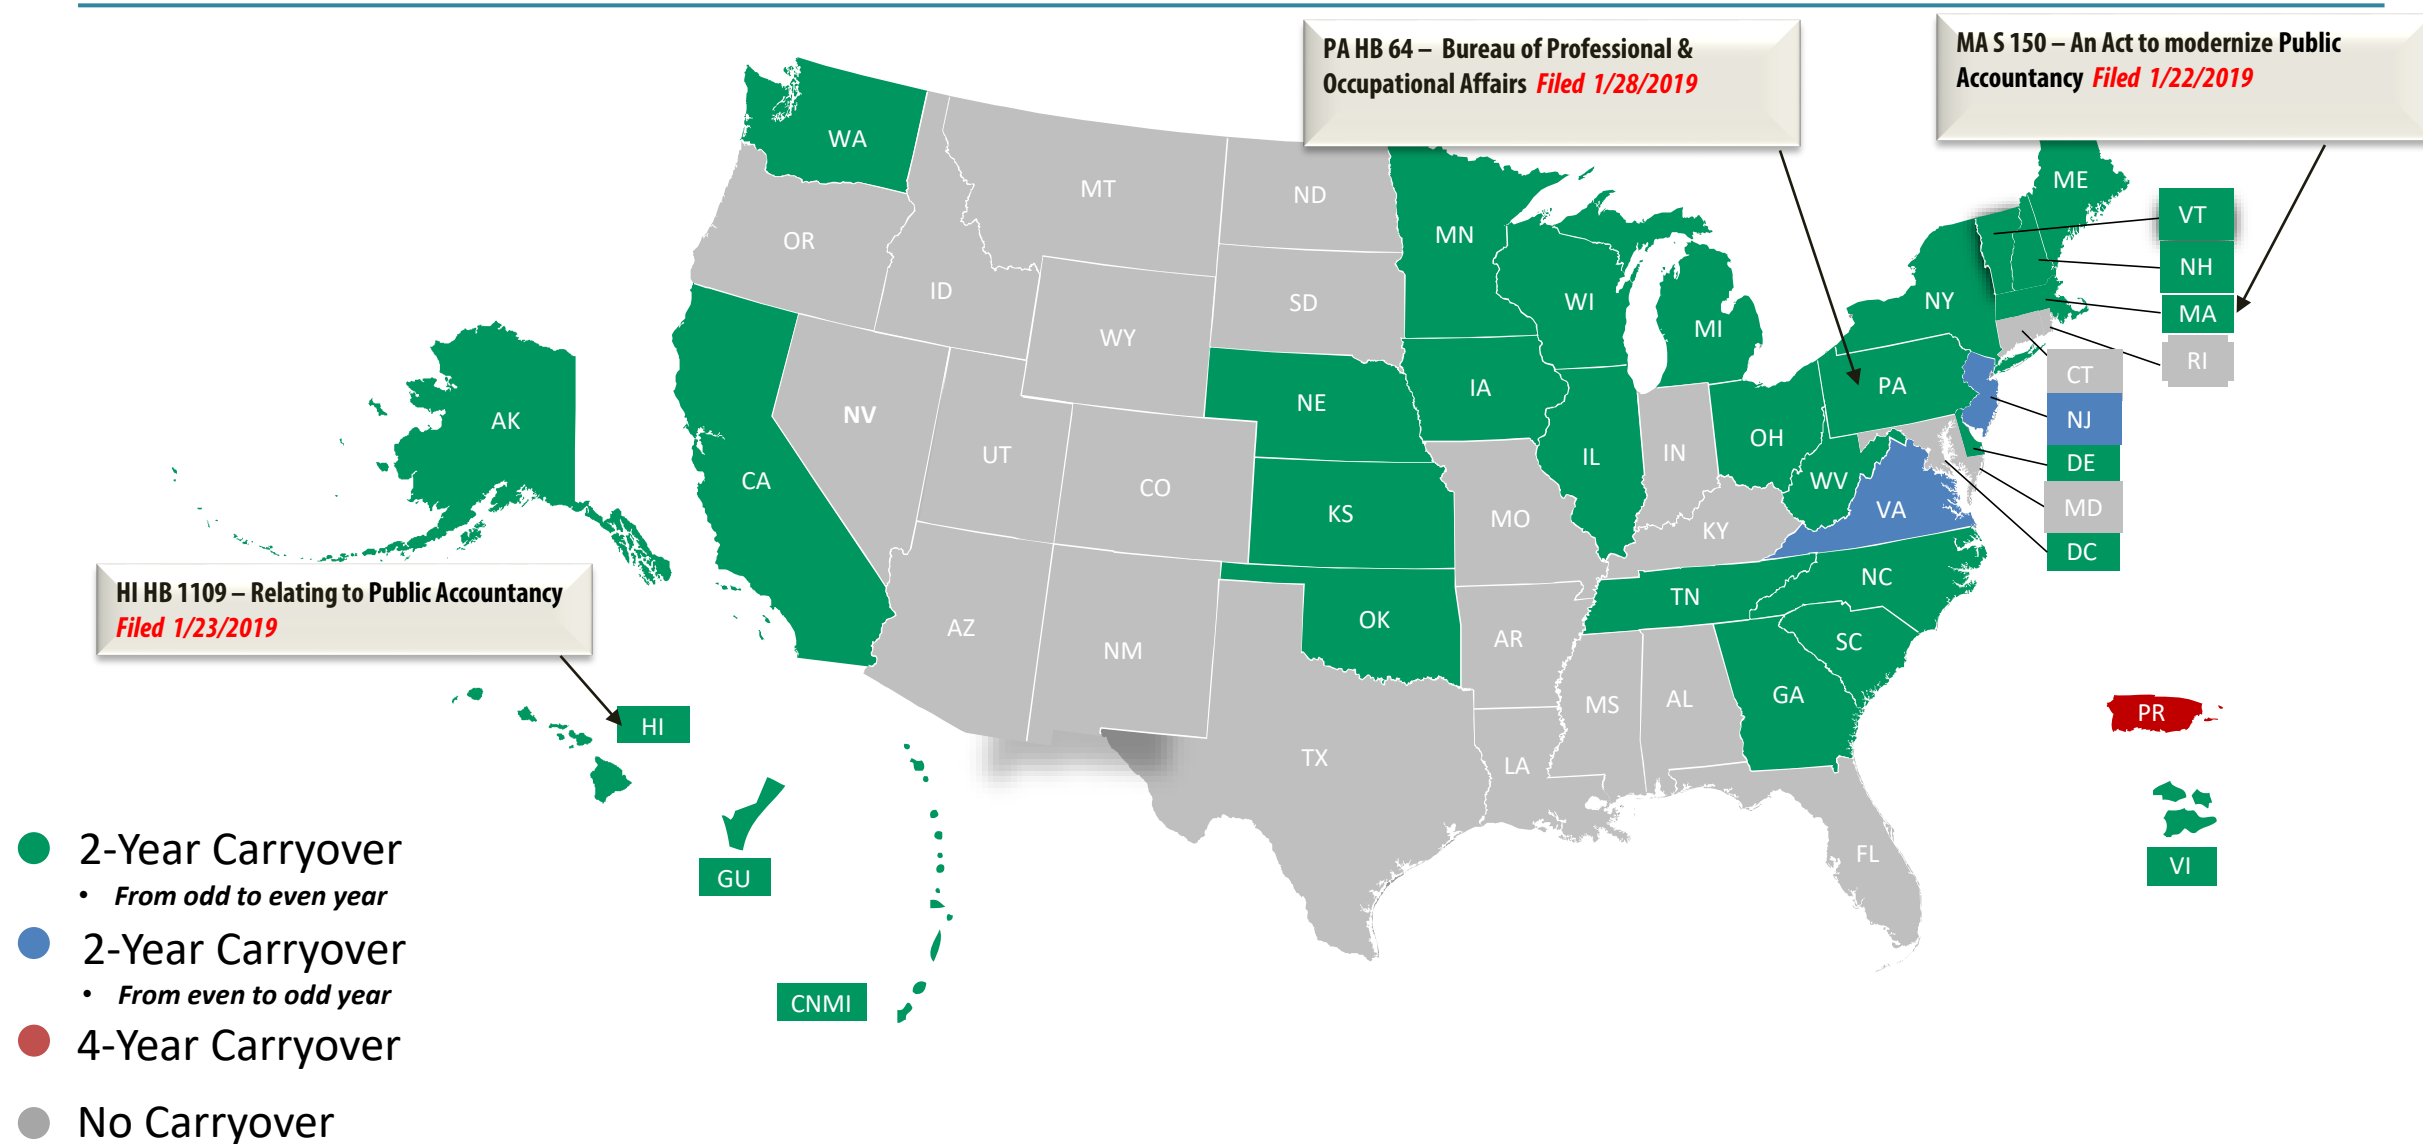 PA HB 64 – Bureau of Professional &
Occupational Affairs Filed 1/28/2019
MA S 150 – An Act to modernize Public
Accountancy Filed 1/22/2019
WA
MT
ND
MN
ME
VT
OR
ID
SD
WI
MI
NY
NH
MA
WY
RI
CT
NV
NE
IA
PA
NJ
AK
CA
UT
CO
KS
MO
IL
IN
OH
WV
VA
DE
MD
DC
KY
HI HB 1109 – Relating to Public Accountancy
Filed 1/23/2019
AZ
NM
OK
AR
TN
NC
SC
MS
AL
GA
HI
TX
LA
PR
FL
VI
GU
CNMI
2-Year Carryover
• From odd to even year
2-Year Carryover
• From even to odd year
4-Year Carryover
No Carryover